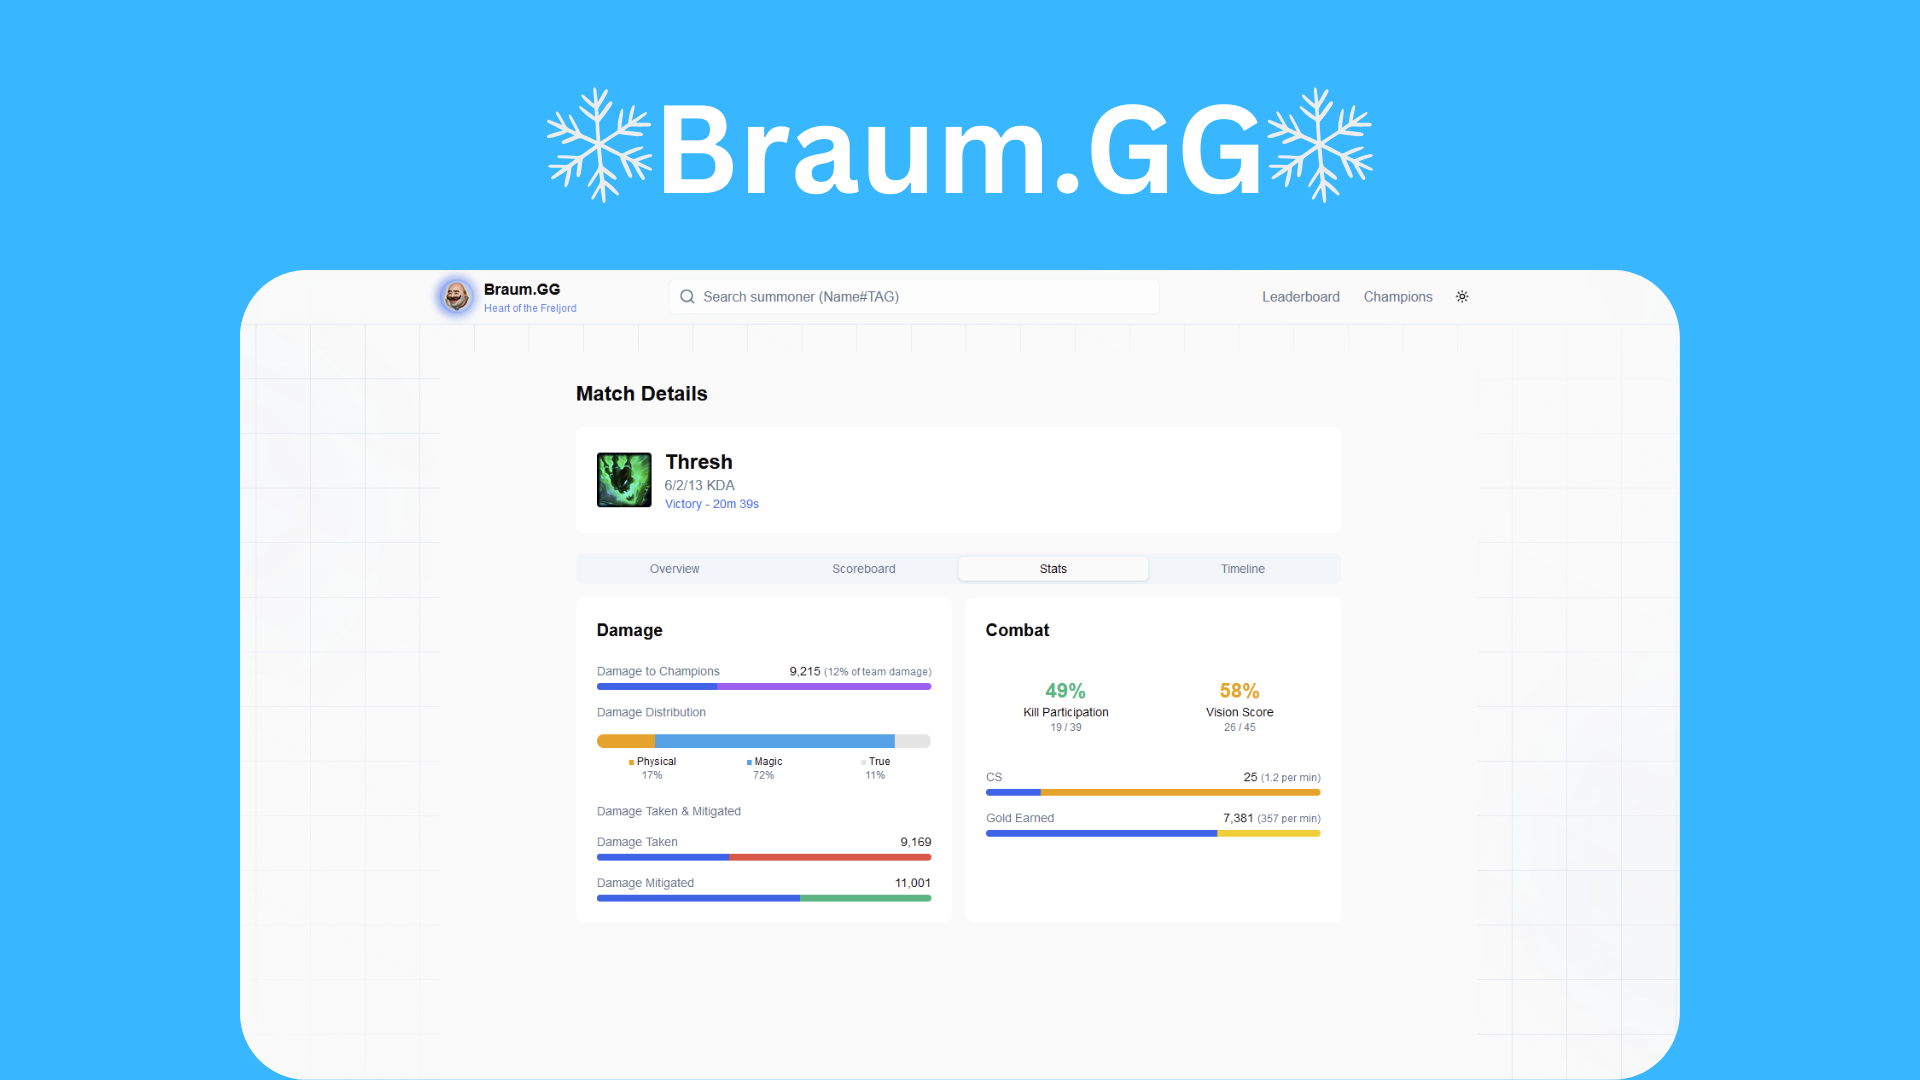 Braum.GG
Braum.GG
Heart of the Freljord
Search summoner (Name#TAG)
Leaderboard
Champions
Match Details
Thresh
6/2/13 KDA
Victory - 20m 39s
Overview
Scoreboard
Stats
Timeline
Damage
Damage to Champions 9,215 (12% of team damage)
Damage Distribution
Physical Magic True
17% 72% 11%
Damage Taken & Mitigated
Damage Taken 9,169
Damage Mitigated 11,001
Combat
49% 58%
Kill Participation Vision Score
19 / 39 26 / 45
CS 25 (1.2 per min)
Gold Earned 7,381 (357 per min)